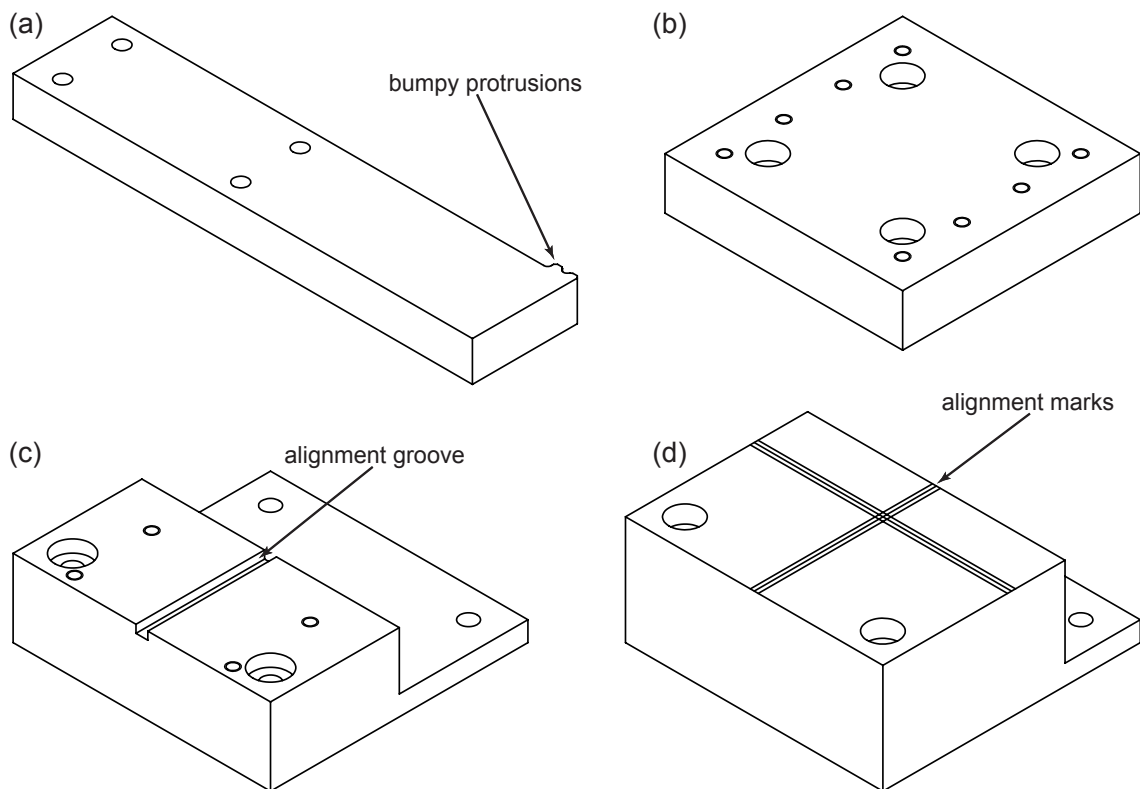 (a)
(b)
bumpy protrusions
alignment marks
(c)
alignment groove
(d)